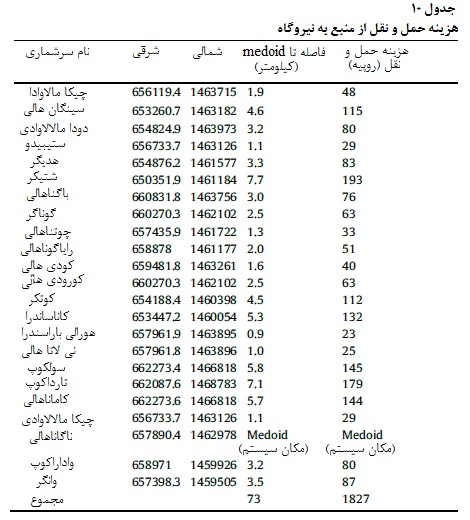 جدول ۱۰
هزینه حمل و نقل از منبع به نیروگاه
نام سرشماری شرقی شمالی فاصله تا medoid (کیلومتر) هزینه حمل و نقل (روپیه)
چیکا مالاوادا 656119.4 1463715 1.9 48
سینگان هالی 653260.7 1463182 4.6 115
دودا مالالاوادی 654824.9 1463973 3.2 80
ستیبیدو 656733.7 1463126 1.1 29
هدیگر 654876.2 1461577 3.3 83
شتیکر 650351.9 1461184 7.7 193
باگناهالی 660831.8 1463756 3.0 76
گوناگر 660270.3 1462102 2.5 63
چوتناهالی 657435.9 1461722 1.3 33
رایاگوناهالی 658878 1461177 2.0 51
کودی هالی 659481.8 1463261 1.6 40
کورودی هالی 660270.3 1462102 2.5 63
کوتکر 654188.4 1460398 4.5 112
کاناساندرا 653447.2 1460054 5.3 132
هورالی باراسندرا 657961.9 1463895 0.9 23
نی لاتا هالی 657961.8 1463896 1.0 25
سولکوپ 662273.4 1466818 5.8 145
تارداکوپ 662087.6 1468783 7.1 179
کاماناهالی 662273.6 1466818 5.7 144
چیکا مالالاوادی 656733.7 1463126 1.1 29
ناگاناهالی 657890.4 1462978 Medoid (مکان سیستم) Medoid (مکان سیستم)
واداراکوپ 658971 1459926 3.2 80
وانگر 657398.3 1459505 3.5 87
مجموع 73 1827